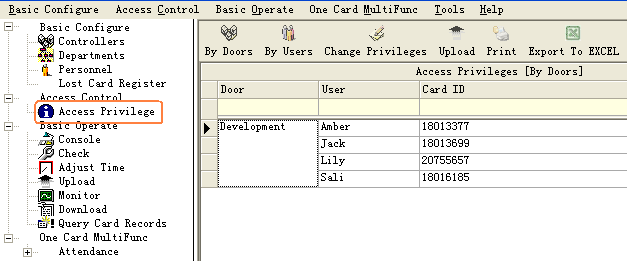 Basic Configure Access Control Basic Operate One Card MultiFunc Tools Help
Basic Configure
Controllers
Departments
Personnel
Lost Card Register
Access Control
Access Privilege
Basic Operate
Console
Check
Adjust Time
Upload
Monitor
Download
Query Card Records
One Card MultiFunc
Attendance
By Doors By Users Change Privileges Upload Print Export To EXCEL
Access Privileges [By Doors]
Door User Card ID
Development Amber 18013377
Jack 18013699
Lily 20755657
Sali 18016185